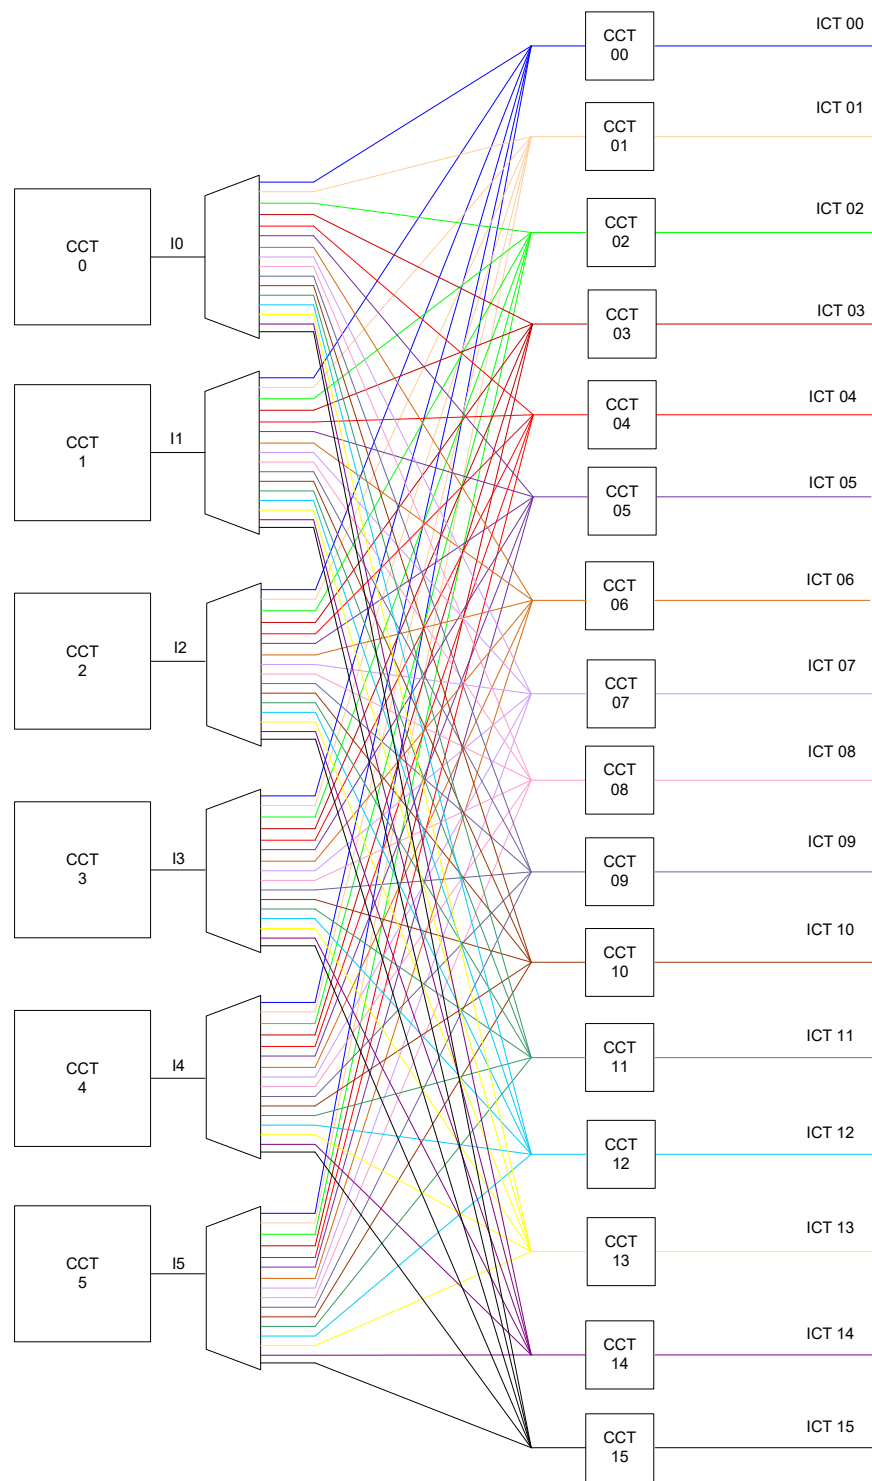 CCT
0
I0
CCT
1
I1
CCT
2
I2
CCT
3
I3
CCT
4
I4
CCT
5
I5
CCT
00
ICT 00
CCT
01
ICT 01
CCT
02
ICT 02
CCT
03
ICT 03
CCT
04
ICT 04
CCT
05
ICT 05
CCT
06
ICT 06
CCT
07
ICT 07
CCT
08
ICT 08
CCT
09
ICT 09
CCT
10
ICT 10
CCT
11
ICT 11
CCT
12
ICT 12
CCT
13
ICT 13
CCT
14
ICT 14
CCT
15
ICT 15